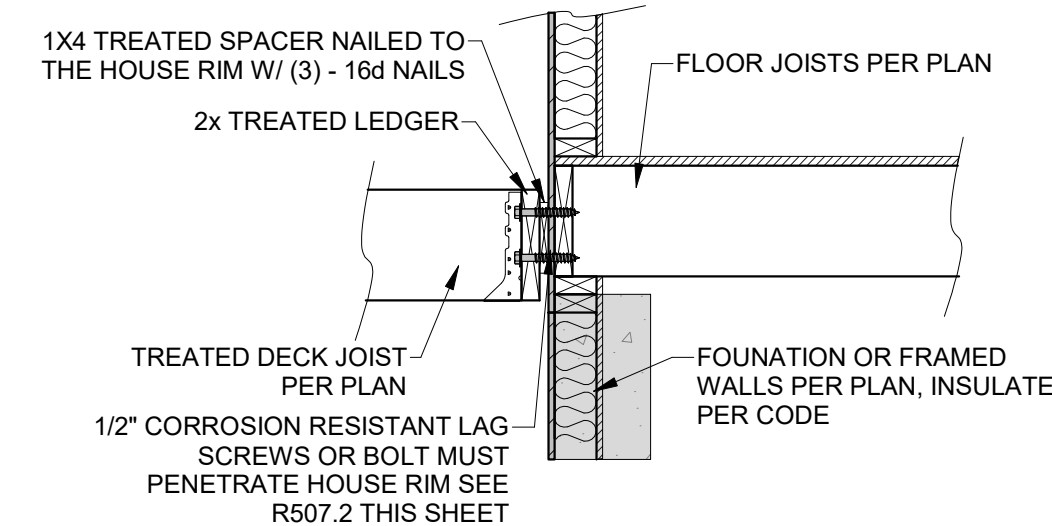 1X4 TREATED SPACER NAILED TO
THE HOUSE RIM W/ (3) - 16d NAILS
2x TREATED LEDGER
FLOOR JOISTS PER PLAN
TREATED DECK JOIST
PER PLAN
1/2" CORROSION RESISTANT LAG
SCREWS OR BOLT MUST
PENETRATE HOUSE RIM SEE
R507.2 THIS SHEET
FOUNATION OR FRAMED
WALLS PER PLAN, INSULATE
PER CODE